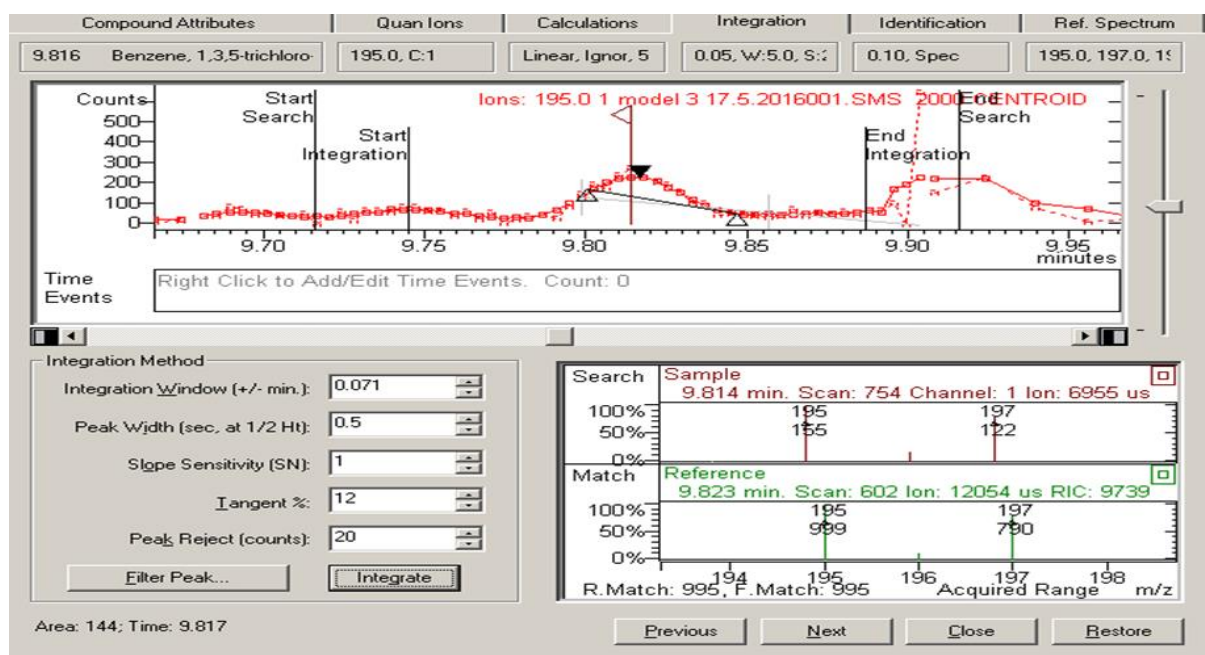 Compound Attributes Quan Ions Calculations Integration Identification Ref. Spectrum
9.816 Benzene, 1,3,5-trichloro- 195.0, C:1 Linear, Ignor, 5 0.05, W:5.0, S:2 0.10, Spec 195.0, 197.0, 19
Counts
500
400
300
200
100
0
Start Search
Start Integration
Ions: 195.0 1 model 3 17.5.2016001.SMS 2000 CENTROID
End Search
End Integration
9.70 9.75 9.80 9.85 9.90 9.95
minutes
Time Events
Right Click to Add/Edit Time Events. Count: 0
Integration Method
Integration Window (+/- min.): 0.071
Peak Width (sec, at 1/2 Ht): 0.5
Slope Sensitivity (SN): 1
Tangent %: 12
Peak Reject (counts): 20
Filter Peak... Integrate
Area: 144; Time: 9.817
Search Sample
9.814 min. Scan: 754 Channel: 1 Ion: 6955 us
100%
50%
0%
195 197
155 122
Match Reference
9.823 min. Scan: 602 Ion: 12054 us RIC: 9739
100%
50%
0%
195 197
999 790
194 195 196 197 198
R.Match: 995, F.Match: 995 Acquired Range m/z
Previous Next Close Restore